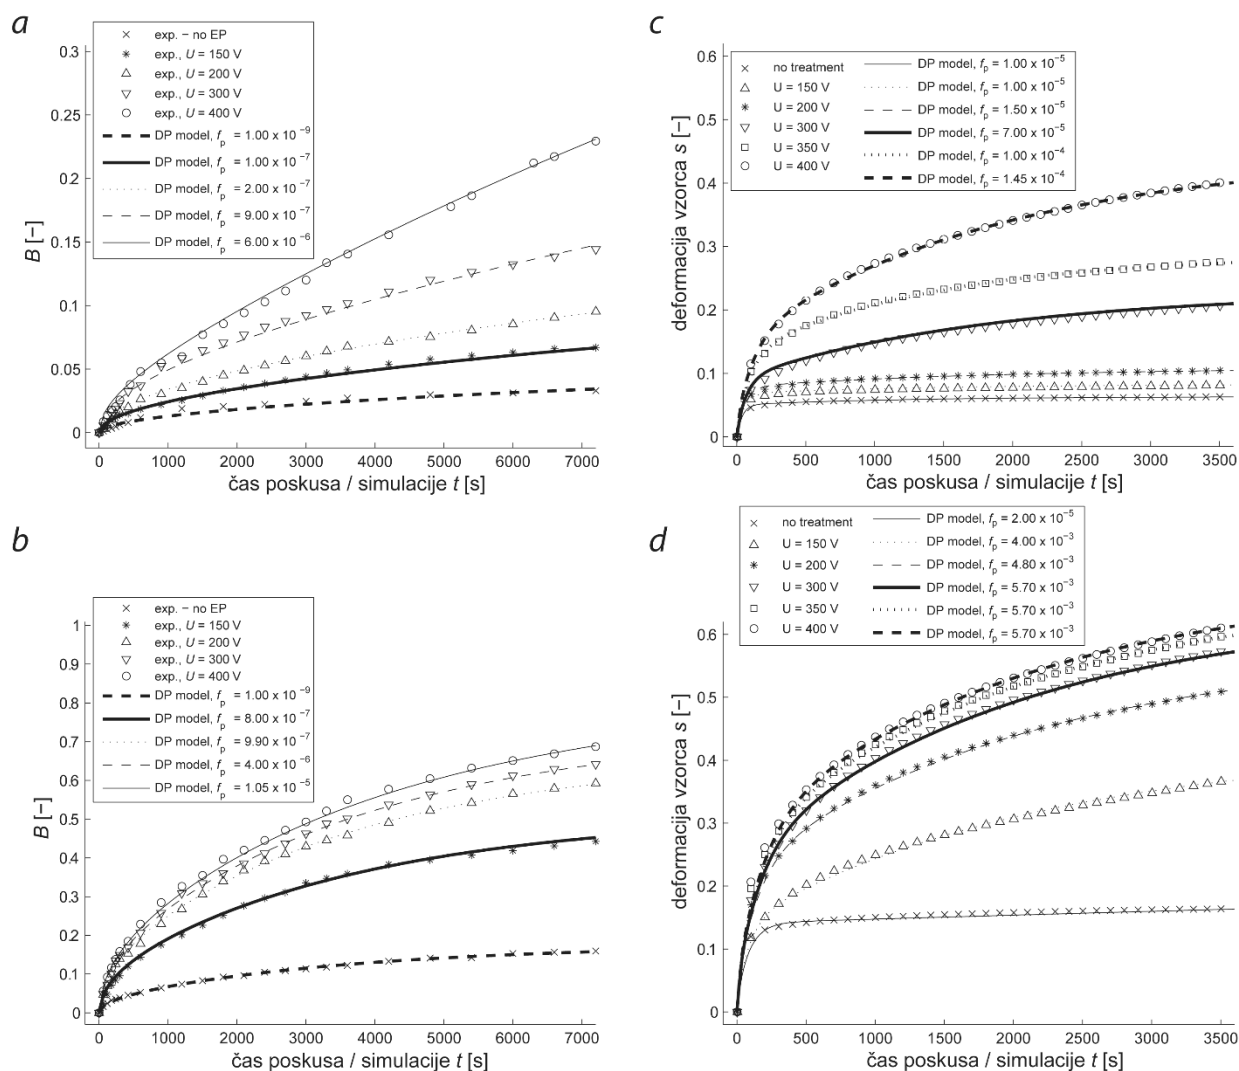 a
0.3
0.25
0.2
0.15
0.1
0.05
0
B [−]
exp. − no EP
exp., U = 150 V
exp., U = 200 V
exp., U = 300 V
exp., U = 400 V
DP model, fp = 1.00 x 10−9
DP model, fp = 1.00 x 10−7
DP model, fp = 2.00 x 10−7
DP model, fp = 9.00 x 10−7
DP model, fp = 6.00 x 10−6
0 1000 2000 3000 4000 5000 6000 7000
čas poskusa / simulacije t [s]
b
1
0.9
0.8
0.7
0.6
0.5
0.4
0.3
0.2
0.1
0
B [−]
exp. − no EP
exp., U = 150 V
exp., U = 200 V
exp., U = 300 V
exp., U = 400 V
DP model, fp = 1.00 x 10−9
DP model, fp = 8.00 x 10−7
DP model, fp = 9.90 x 10−7
DP model, fp = 4.00 x 10−6
DP model, fp = 1.05 x 10−5
0 1000 2000 3000 4000 5000 6000 7000
čas poskusa / simulacije t [s]
c
0.6
0.5
0.4
0.3
0.2
0.1
0
deformacija vzorca s [−]
no treatment
U = 150 V
U = 200 V
U = 300 V
U = 350 V
U = 400 V
DP model, fp = 1.00 x 10−5
DP model, fp = 1.00 x 10−5
DP model, fp = 1.50 x 10−5
DP model, fp = 7.00 x 10−5
DP model, fp = 1.00 x 10−4
DP model, fp = 1.45 x 10−4
0 500 1000 1500 2000 2500 3000 3500
čas poskusa / simulacije t [s]
d
no treatment
U = 150 V
U = 200 V
U = 300 V
U = 350 V
U = 400 V
DP model, fp = 2.00 x 10−5
DP model, fp = 4.00 x 10−3
DP model, fp = 4.80 x 10−3
DP model, fp = 5.70 x 10−3
DP model, fp = 5.70 x 10−3
DP model, fp = 5.70 x 10−3
0.6
0.5
0.4
0.3
0.2
0.1
0
deformacija vzorca s [−]
0 500 1000 1500 2000 2500 3000 3500
čas poskusa / simulacije t [s]